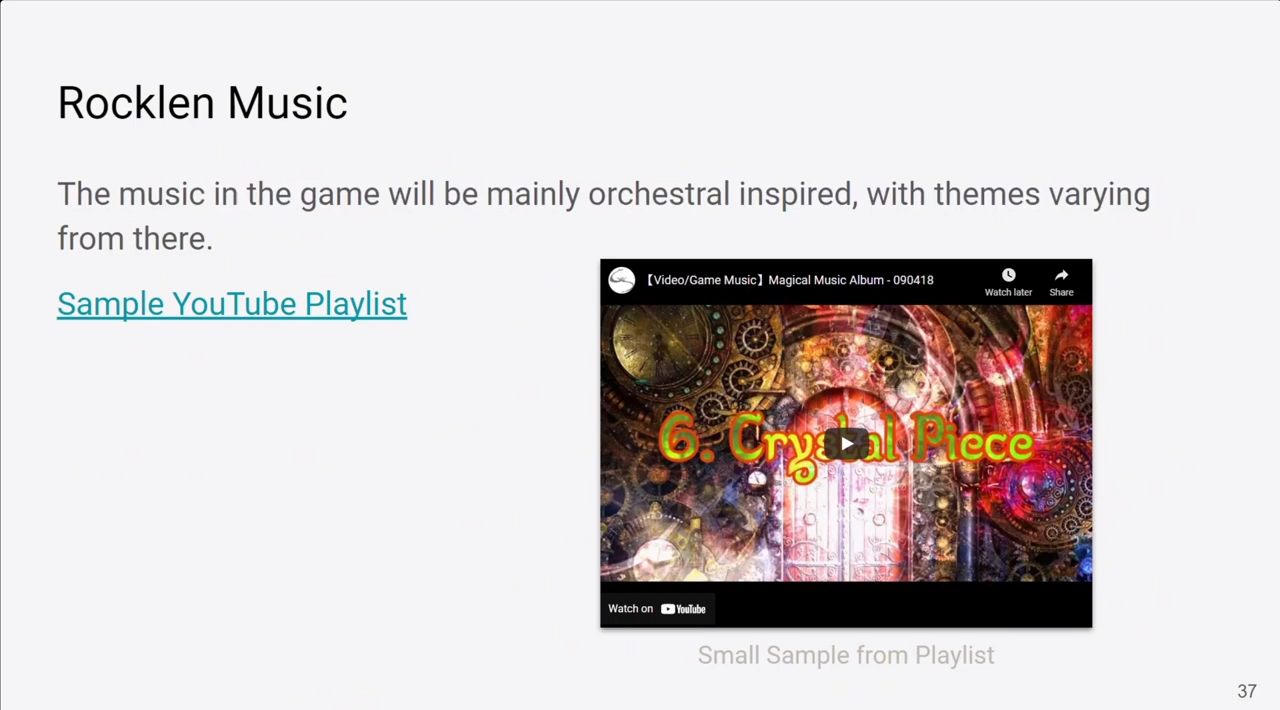 Rocklen Music
The music in the game will be mainly orchestral inspired, with themes varying
from there.
Sample YouTube Playlist
【Video/Game Music】Magical Music Album - 090418
Watch later
Share
6. Crystal Piece
Watch on YouTube
Small Sample from Playlist
37